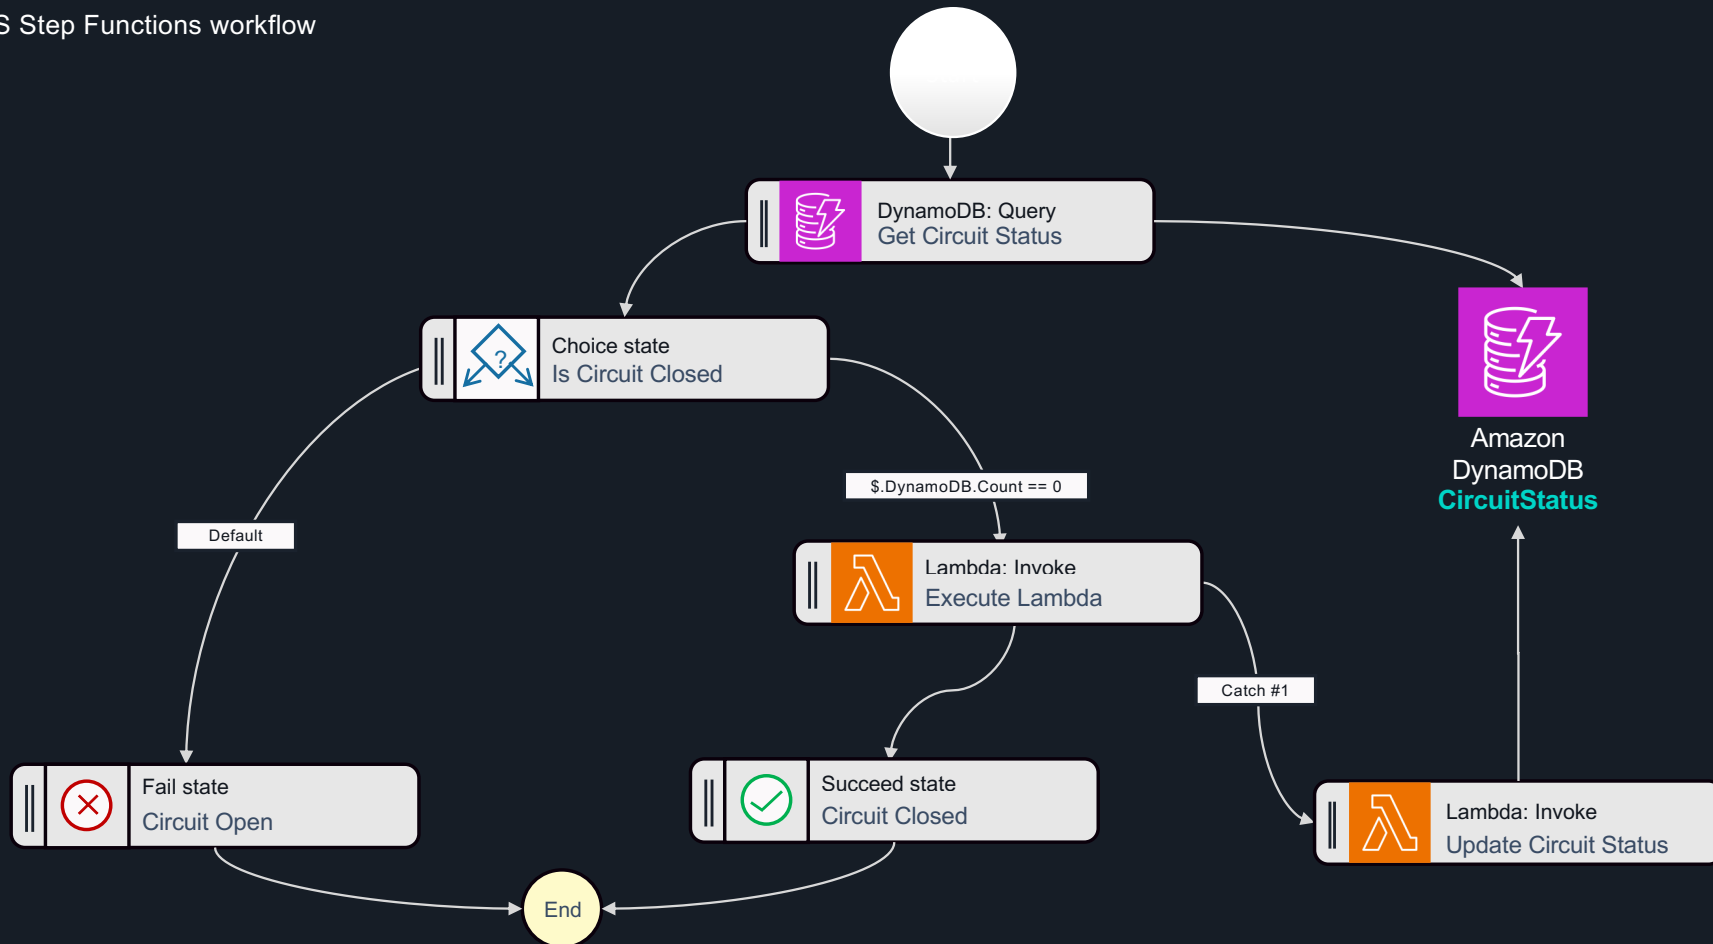 S Step Functions workflow
DynamoDB: Query
Get Circuit Status
Choice state
Is Circuit Closed
?
Amazon
DynamoDB
CircuitStatus
$.DynamoDB.Count == 0
Default
Lambda: Invoke
Execute Lambda
Catch #1
Fail state
Circuit Open
Succeed state
Circuit Closed
Lambda: Invoke
Update Circuit Status
End